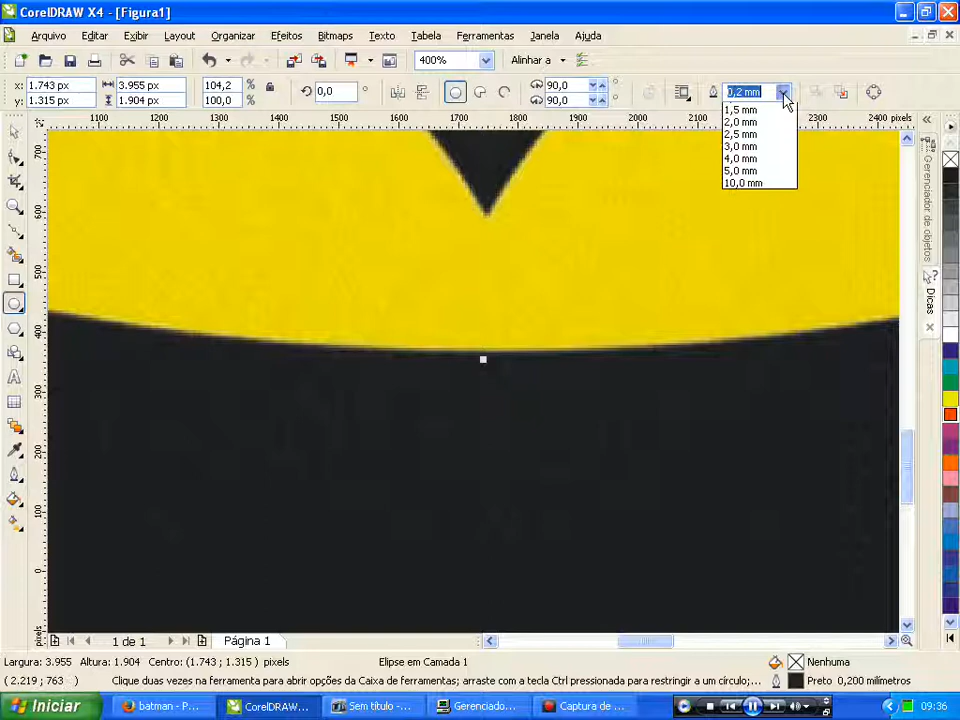 CorelDRAW X4 - [Figura1]
Arquivo Editar Exibir Layout Organizar Efeitos Bitmaps Texto Tabela Ferramentas Janela Ajuda
400% Alinhar a
x: 1.743 px 3.955 px 104,2 % 0,0 ° 90,0 ° 0,2 mm
y: 1.315 px 1.904 px 100,0 % 90,0 °
1,5 mm
2,0 mm
2,5 mm
3,0 mm
4,0 mm
5,0 mm
10,0 mm
1100 1200 1300 1400 1500 1600 1700 1800 1900 2000 2100 2200 2300 2400 pixels
700
600
500
400
300
200
100
0
pixels
Gerenciador de objetos
Dicas
1 de 1 Página 1
Largura: 3.955 Altura: 1.904 Centro: (1.743 ; 1.315 ) pixels Elipse em Camada 1 Nenhuma
( 2.219 ; 763 ) Clique duas vezes na ferramenta para abrir opções da Caixa de ferramentas; arraste com a tecla Ctrl pressionada para restringir a um círculo;... Preto 0,200 milímetros
Iniciar batman - P... CorelDRAW... Sem título -... Gerenciado... Captura de ... 09:36